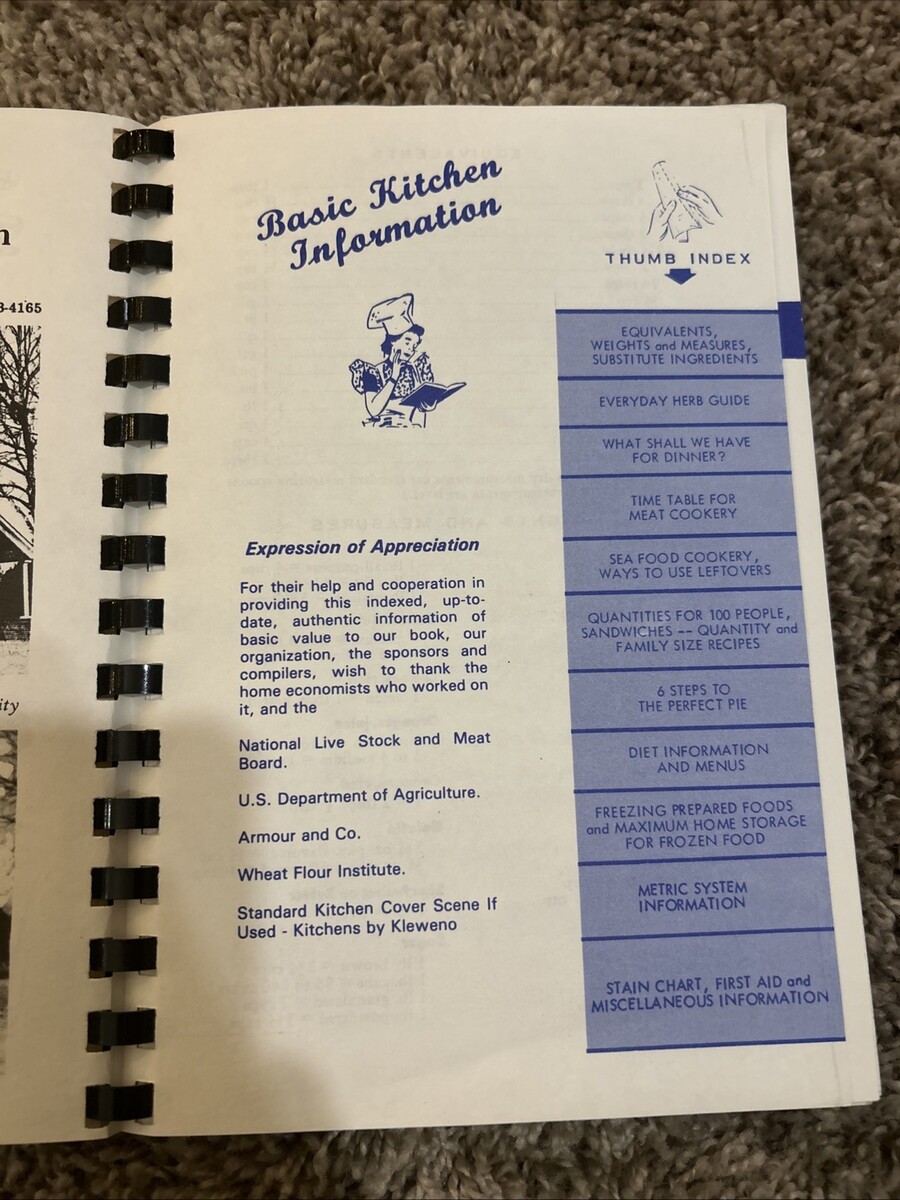 n
3-4165
ity
Basic Kitchen
Information
THUMB INDEX
EQUIVALENTS,
WEIGHTS and MEASURES,
SUBSTITUTE INGREDIENTS
EVERYDAY HERB GUIDE
WHAT SHALL WE HAVE
FOR DINNER?
TIME TABLE FOR
MEAT COOKERY
SEA FOOD COOKERY,
WAYS TO USE LEFTOVERS
QUANTITIES FOR 100 PEOPLE,
SANDWICHES -- QUANTITY and
FAMILY SIZE RECIPES
6 STEPS TO
THE PERFECT PIE
DIET INFORMATION
AND MENUS
FREEZING PREPARED FOODS
and MAXIMUM HOME STORAGE
FOR FROZEN FOOD
METRIC SYSTEM
INFORMATION
STAIN CHART, FIRST AID and
MISCELLANEOUS INFORMATION
Expression of Appreciation
For their help and cooperation in
providing this indexed, up-to-
date, authentic information of
basic value to our book, our
organization, the sponsors and
compilers, wish to thank the
home economists who worked on
it, and the
National Live Stock and Meat
Board.
U.S. Department of Agriculture.
Armour and Co.
Wheat Flour Institute.
Standard Kitchen Cover Scene If
Used - Kitchens by Kleweno